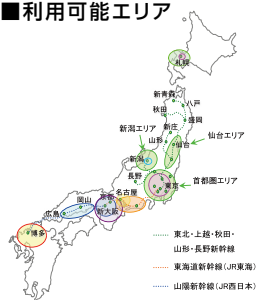 ■利用可能エリア
札幌
新青森
八戸
秋田
盛岡
新庄
新潟エリア
山形
仙台エリア
仙台
新潟
長野
首都圏エリア
東京
名古屋
京都
岡山
新大阪
広島
博多
東北・上越・秋田・
山形・長野新幹線
東海道新幹線（JR東海）
山陽新幹線（JR西日本）